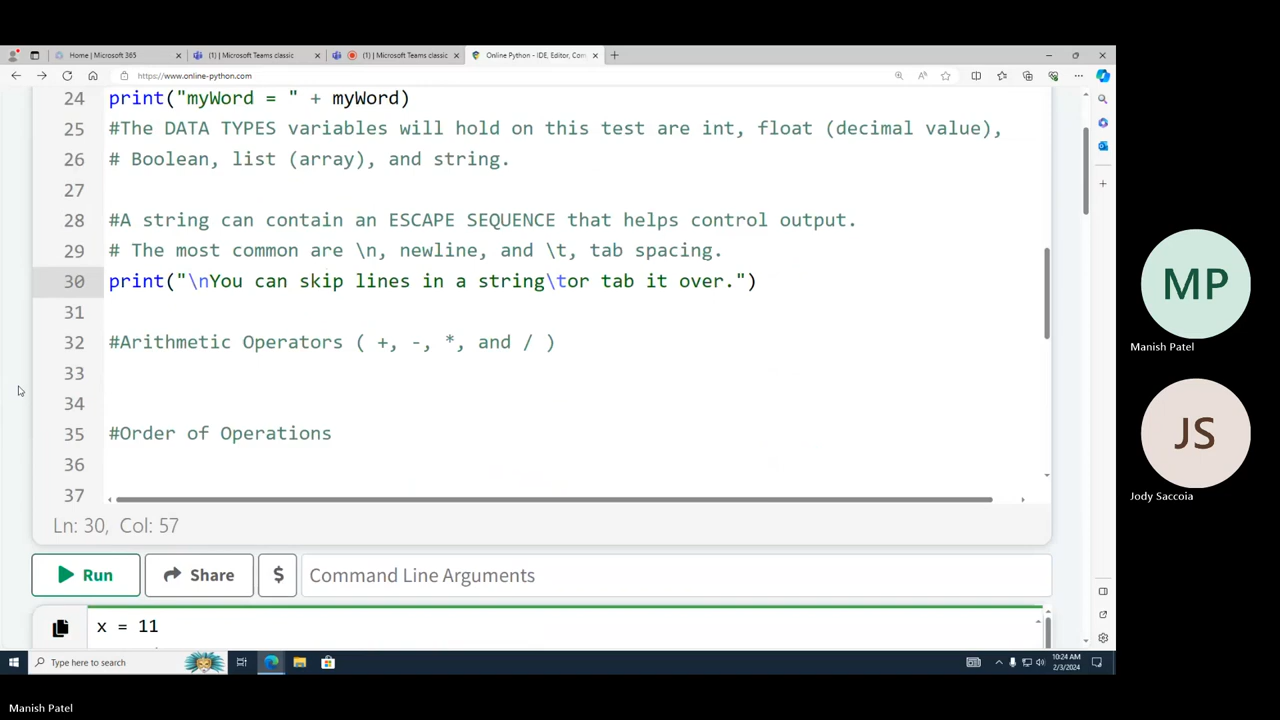 Home | Microsoft 365
(1) | Microsoft Teams classic
(1) | Microsoft Teams classic
Online Python - IDE, Editor, Com
https://www.online-python.com
24 print("myWord = " + myWord)
25 #The DATA TYPES variables will hold on this test are int, float (decimal value),
26 # Boolean, list (array), and string.
27
28 #A string can contain an ESCAPE SEQUENCE that helps control output.
29 # The most common are \n, newline, and \t, tab spacing.
30 print("\nYou can skip lines in a string\tor tab it over.")
31
32 #Arithmetic Operators ( +, -, *, and / )
33
34
35 #Order of Operations
36
37
Ln: 30, Col: 57
Run
Share
$
Command Line Arguments
x = 11
Type here to search
10:24 AM
2/3/2024
MP
Manish Patel
JS
Jody Saccoia
Manish Patel